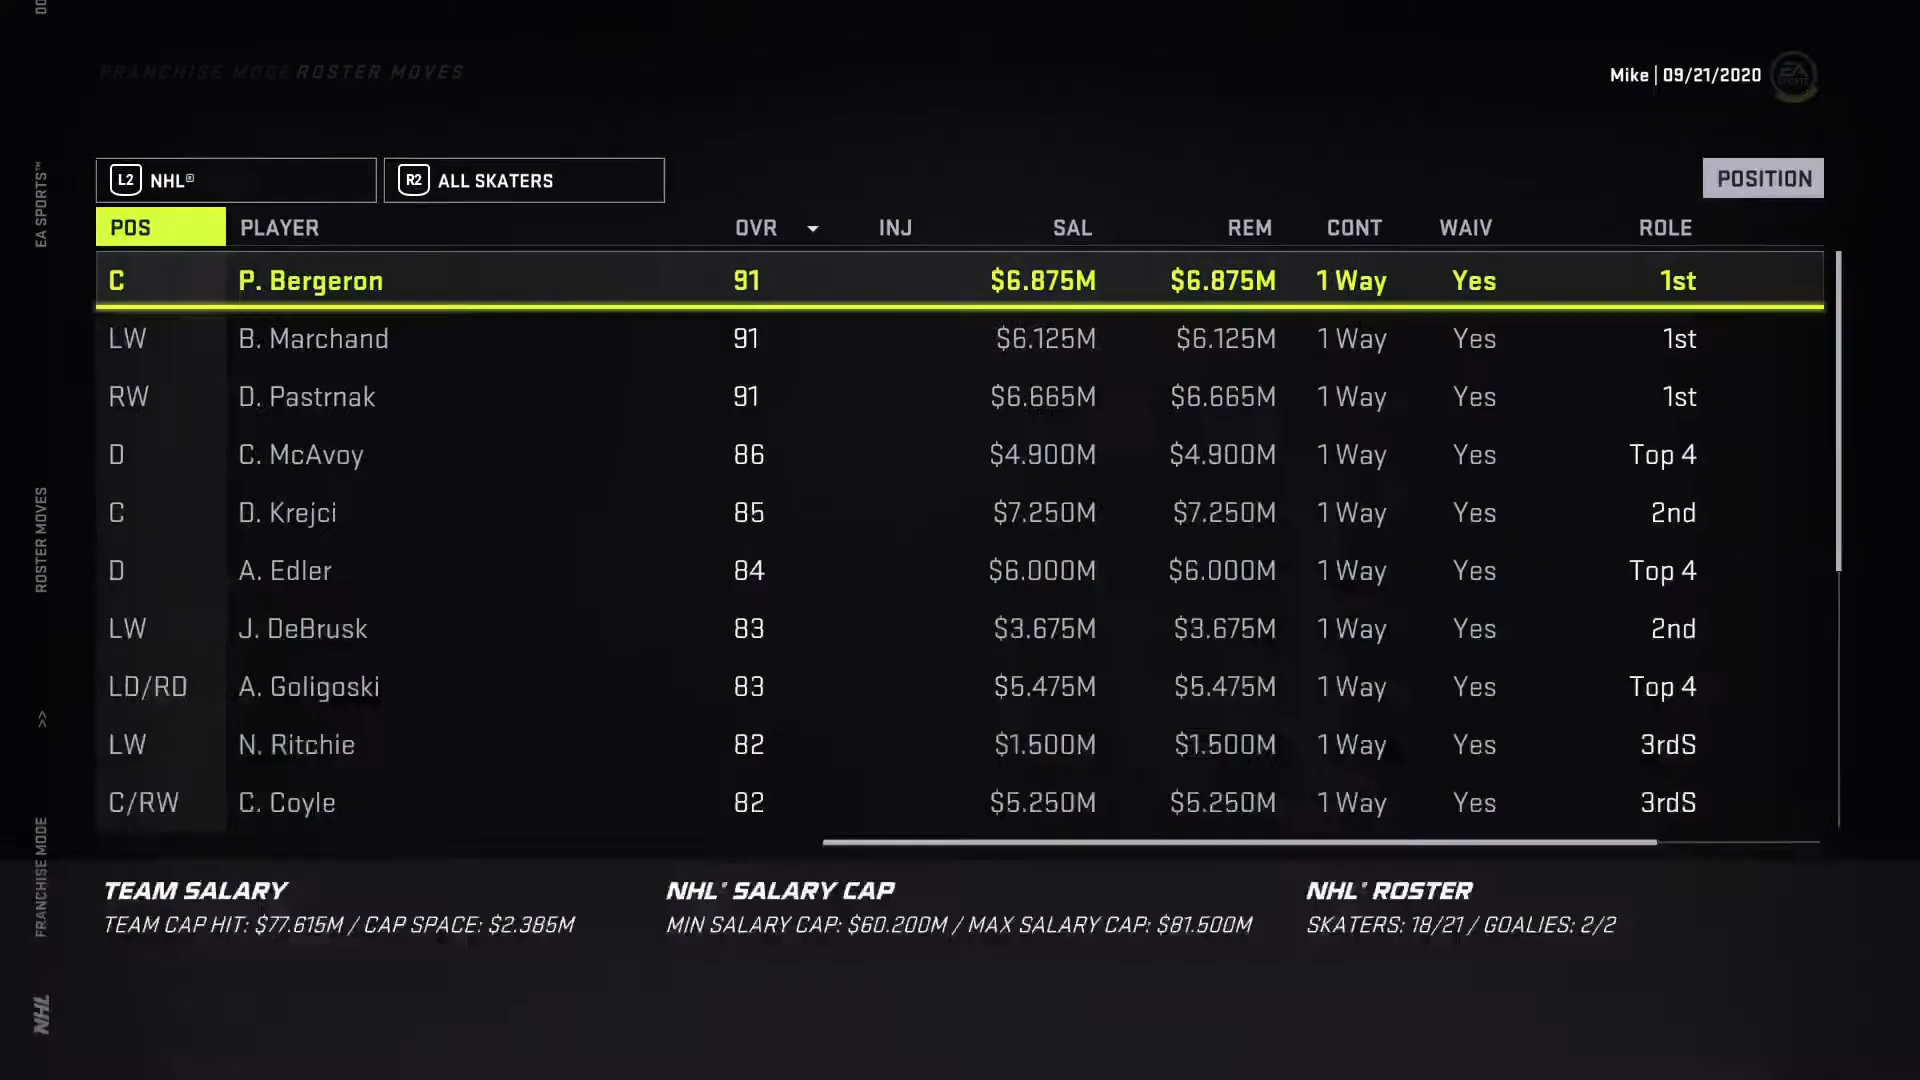 FRANCHISE MODE ROSTER MOVES
Mike | 09/21/2020
EA SPORTS
L2 NHL®
R2 ALL SKATERS
POSITION
POS PLAYER OVR INJ SAL REM CONT WAIV ROLE
C P. Bergeron 91 $6.875M $6.875M 1 Way Yes 1st
LW B. Marchand 91 $6.125M $6.125M 1 Way Yes 1st
RW D. Pastrnak 91 $6.665M $6.665M 1 Way Yes 1st
D C. McAvoy 86 $4.900M $4.900M 1 Way Yes Top 4
C D. Krejci 85 $7.250M $7.250M 1 Way Yes 2nd
D A. Edler 84 $6.000M $6.000M 1 Way Yes Top 4
LW J. DeBrusk 83 $3.675M $3.675M 1 Way Yes 2nd
LD/RD A. Goligoski 83 $5.475M $5.475M 1 Way Yes Top 4
LW N. Ritchie 82 $1.500M $1.500M 1 Way Yes 3rdS
C/RW C. Coyle 82 $5.250M $5.250M 1 Way Yes 3rdS
TEAM SALARY
TEAM CAP HIT: $77.615M / CAP SPACE: $2.385M
NHL® SALARY CAP
MIN SALARY CAP: $60.200M / MAX SALARY CAP: $81.500M
NHL® ROSTER
SKATERS: 18/21 / GOALIES: 2/2
NHL
FRANCHISE MODE
>>
ROSTER MOVES
EA SPORTS™